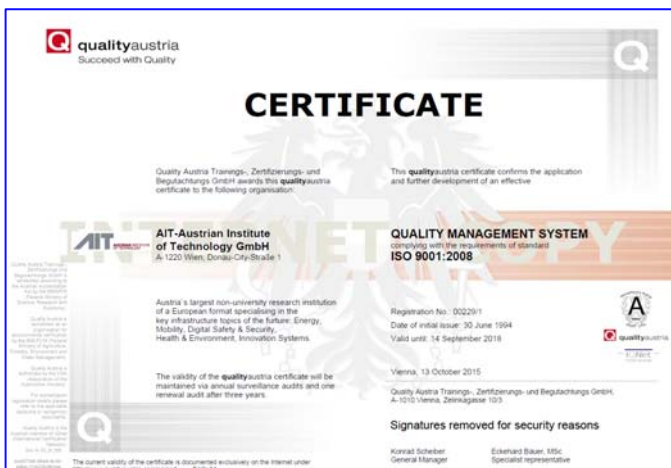 qualityaustria
Succeed with Quality
CERTIFICATE
Quality Austria Trainings-, Zertifizierungs- und
Begutachtungs GmbH awards this qualityaustria
certificate to the following organisation:
This qualityaustria certificate confirms the application
and further development of an effective
INTERNET COPY
AIT
AIT-Austrian Institute
of Technology GmbH
A-1220 Wien, Donau-City-Straße 1
QUALITY MANAGEMENT SYSTEM
complying with the requirements of standard
ISO 9001:2008
Austria's largest non-university research institution
of a European format specialising in the
key infrastructure topics of the furture: Energy,
Mobility, Digital Safety & Security,
Health & Environment, Innovation Systems.
Registration No.: 00229/1
Date of initial issue: 30 June 1994
Valid until: 14 September 2018
qualityaustria
The validity of the qualityaustria certificate will be
maintained via annual surveillance audits and one
renewal audit after three years.
Vienna, 13 October 2015
Quality Austria Trainings-, Zertifizierungs- und Begutachtungs GmbH,
A-1010 Vienna, Zelinkagasse 10/3
Signatures removed for security reasons
Konrad Scheiber
General Manager
Eckehard Bauer, MSc
Specialist representative
The current validity of the certificate is documented exclusively on the Internet under